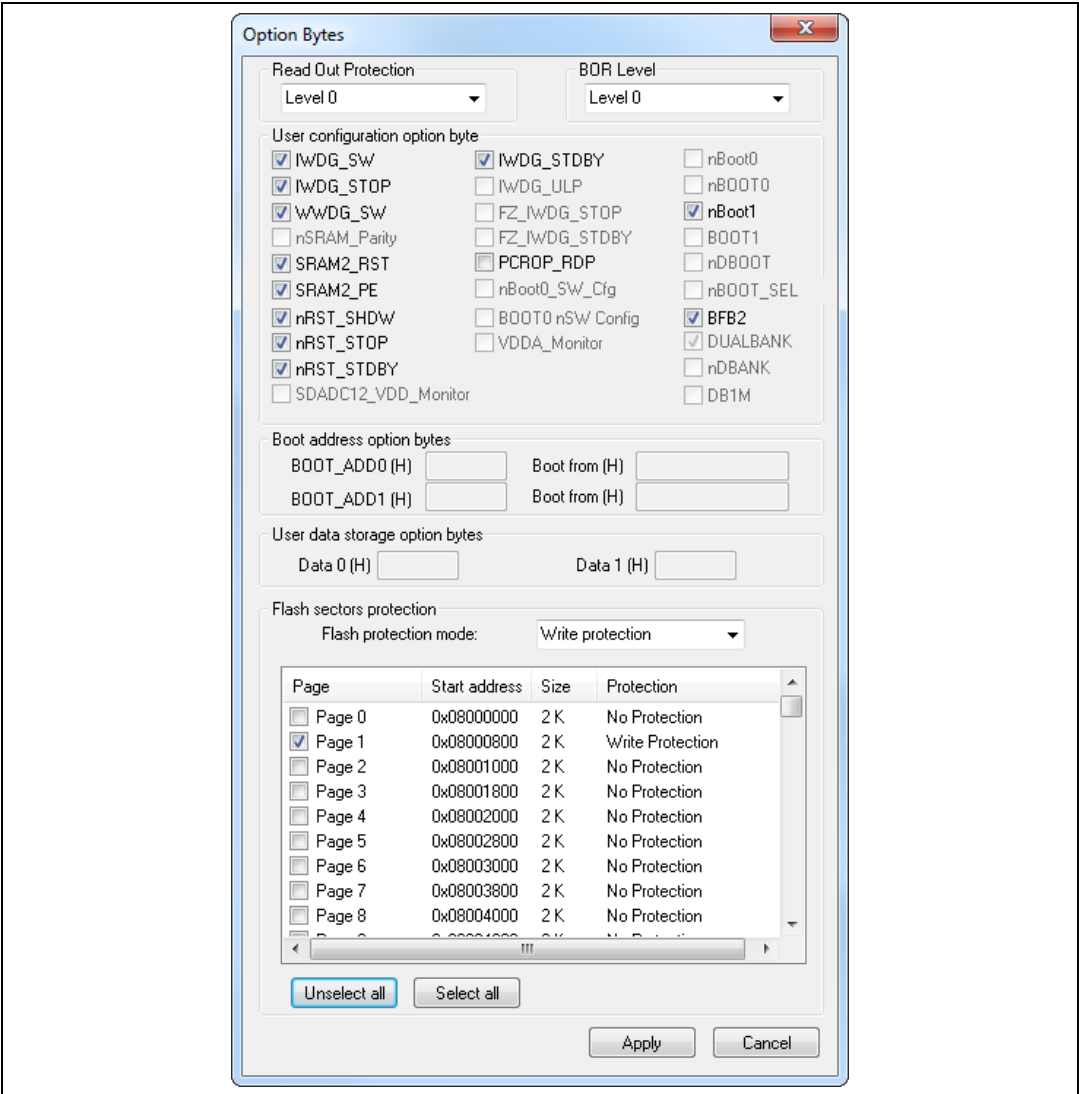 Option Bytes
Read Out Protection BOR Level
Level 0 Level 0
User configuration option byte
IWDG_SW IWDG_STDBY nBoot0
IWDG_STOP IWDG_ULP nBOOT0
WWDG_SW FZ_IWDG_STOP nBoot1
nSRAM_Parity FZ_IWDG_STDBY BOOT1
SRAM2_RST PCROP_RDP nDBOOT
SRAM2_PE nBoot0_SW_Cfg nBOOT_SEL
nRST_SHDW BOOT0 nSW Config BFB2
nRST_STOP VDDA_Monitor DUALBANK
nRST_STDBY nDBANK
SDADC12_VDD_Monitor DB1M
Boot address option bytes
BOOT_ADD0 (H) Boot from (H)
BOOT_ADD1 (H) Boot from (H)
User data storage option bytes
Data 0 (H) Data 1 (H)
Flash sectors protection
Flash protection mode: Write protection
Page Start address Size Protection
Page 0 0x08000000 2 K No Protection
Page 1 0x08000800 2 K Write Protection
Page 2 0x08001000 2 K No Protection
Page 3 0x08001800 2 K No Protection
Page 4 0x08002000 2 K No Protection
Page 5 0x08002800 2 K No Protection
Page 6 0x08003000 2 K No Protection
Page 7 0x08003800 2 K No Protection
Page 8 0x08004000 2 K No Protection
Unselect all Select all
Apply Cancel